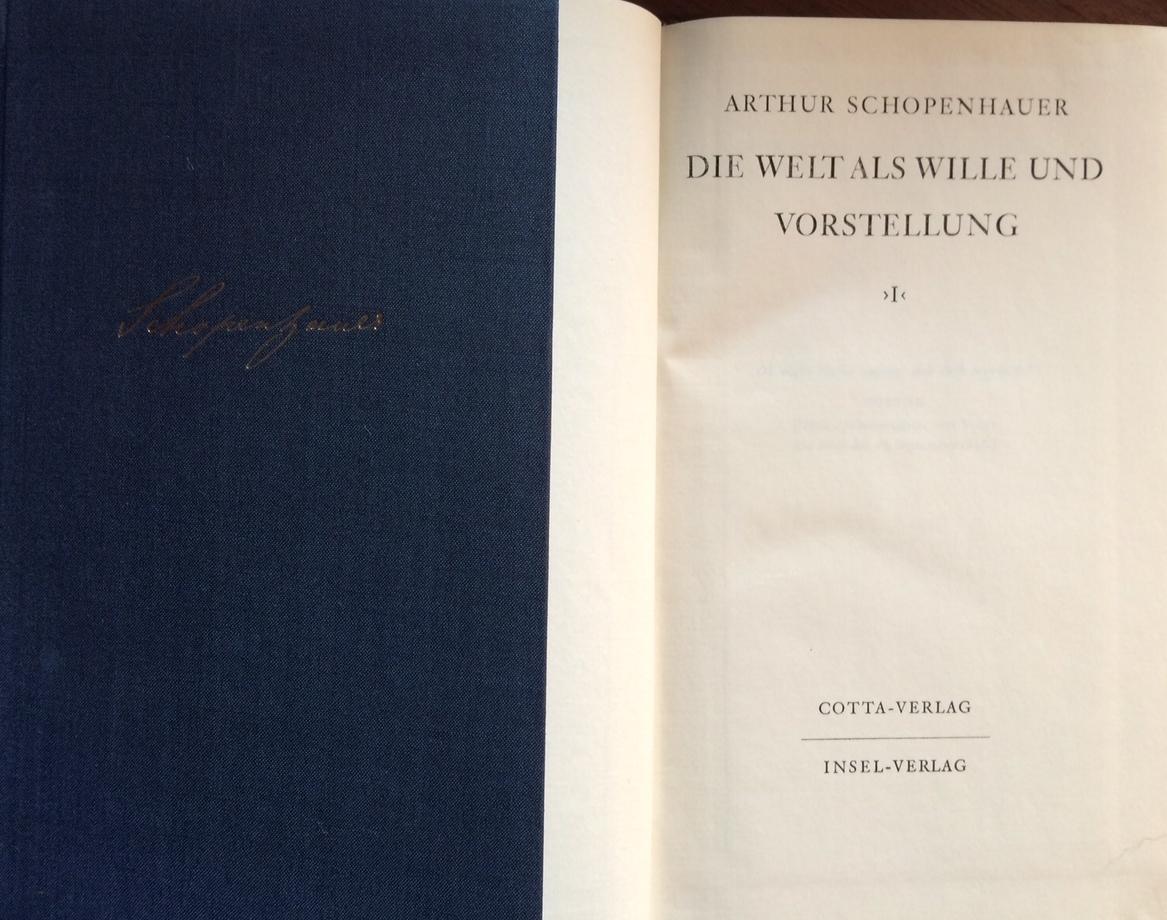 Schopenhauer
ARTHUR SCHOPENHAUER
DIE WELT ALS WILLE UND
VORSTELLUNG
›I‹
COTTA-VERLAG
INSEL-VERLAG